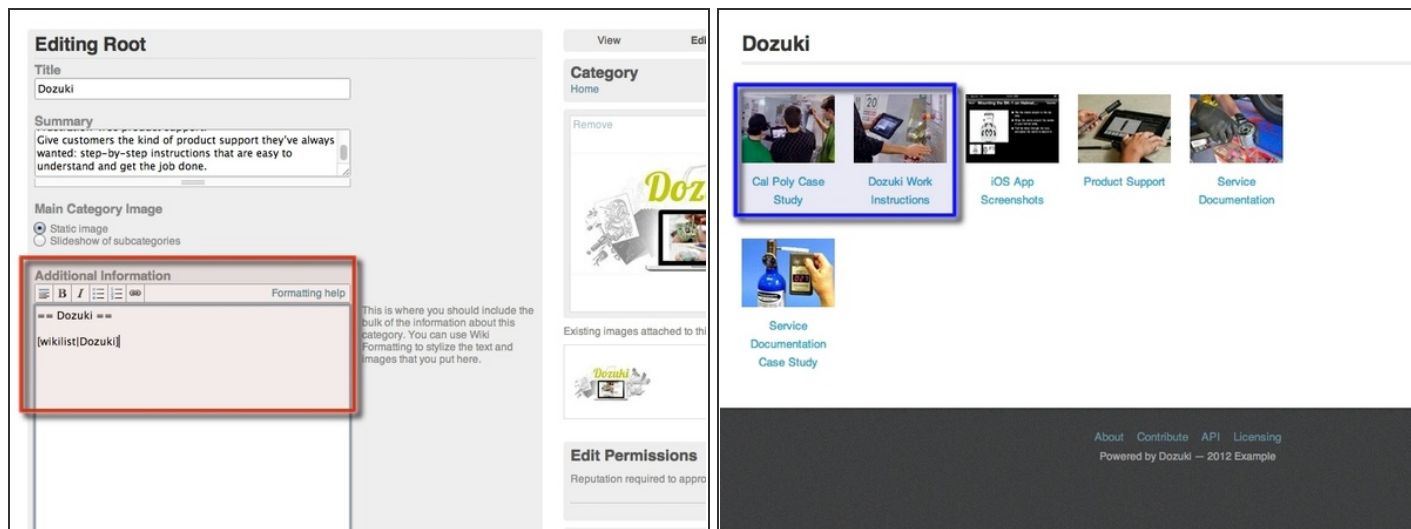 Editing Root
Title
Dozuki
Summary
Give customers the kind of product support they've always
wanted: step-by-step instructions that are easy to
understand and get the job done.
Main Category Image
Static image
Slideshow of subcategories
Additional Information
B I
Formatting help
== Dozuki ==
[wikilist|Dozuki]
This is where you should include the
bulk of the information about this
category. You can use Wiki
Formatting to stylize the text and
images that you put here.
View
Category
Home
Remove
Doz
Existing images attached to thi
Dozuki
Edit Permissions
Reputation required to appro
Dozuki
20
Cal Poly Case
Study
Dozuki Work
Instructions
iOS App
Screenshots
Product Support
Service
Documentation
Service
Documentation
Case Study
About Contribute API Licensing
Powered by Dozuki — 2012 Example